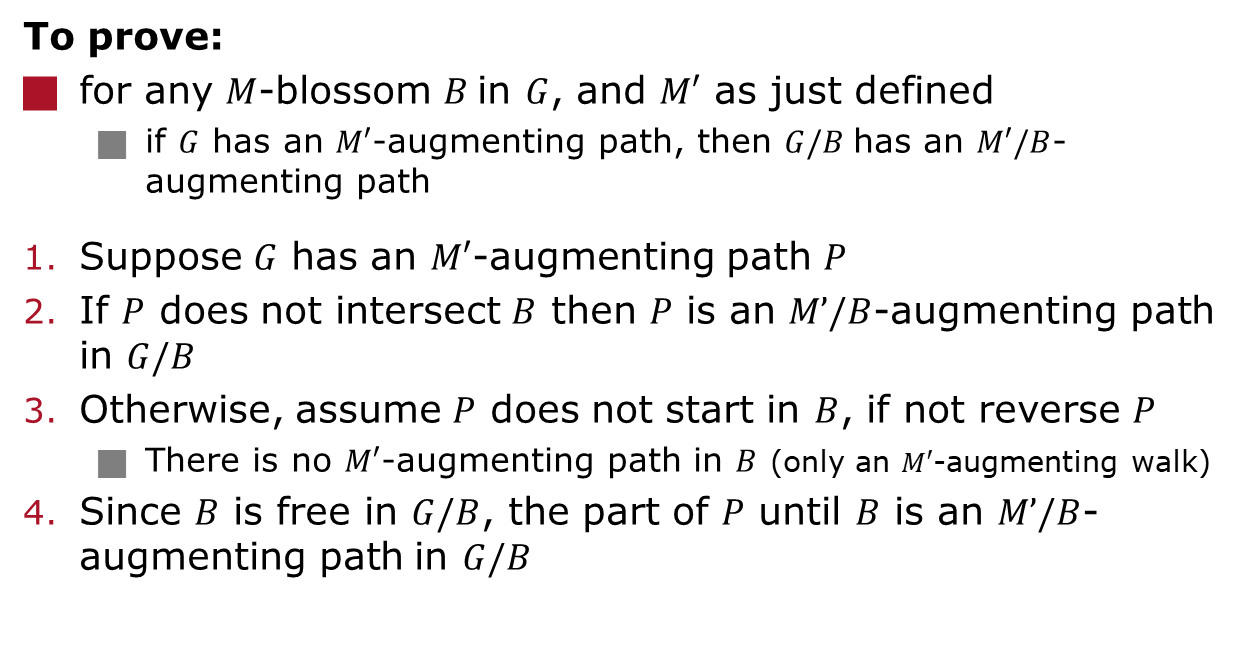 To prove:
for any M-blossom B in G, and M′ as just defined
if G has an M′-augmenting path, then G/B has an M′/B-
augmenting path
1. Suppose G has an M′-augmenting path P
2. If P does not intersect B then P is an M’/B-augmenting path
in G/B
3. Otherwise, assume P does not start in B, if not reverse P
There is no M′-augmenting path in B (only an M′-augmenting walk)
4. Since B is free in G/B, the part of P until B is an M’/B-
augmenting path in G/B